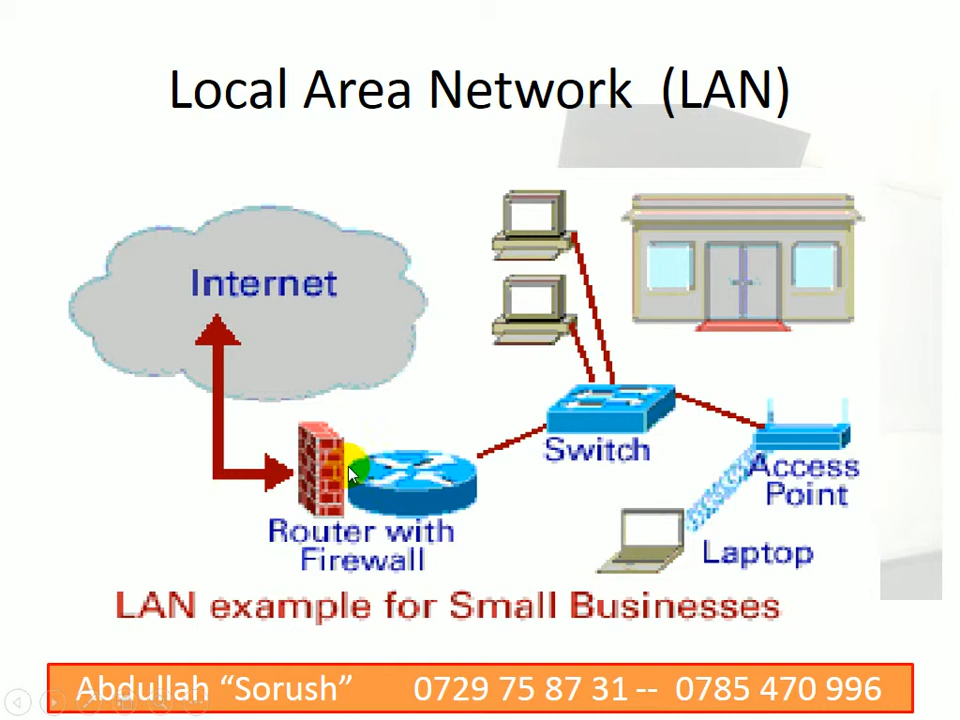 Local Area Network (LAN)
Internet
Switch
Access
Point
Router with
Firewall
Laptop
LAN example for Small Businesses
Abdullah “Sorush” 0729 75 87 31 -- 0785 470 996